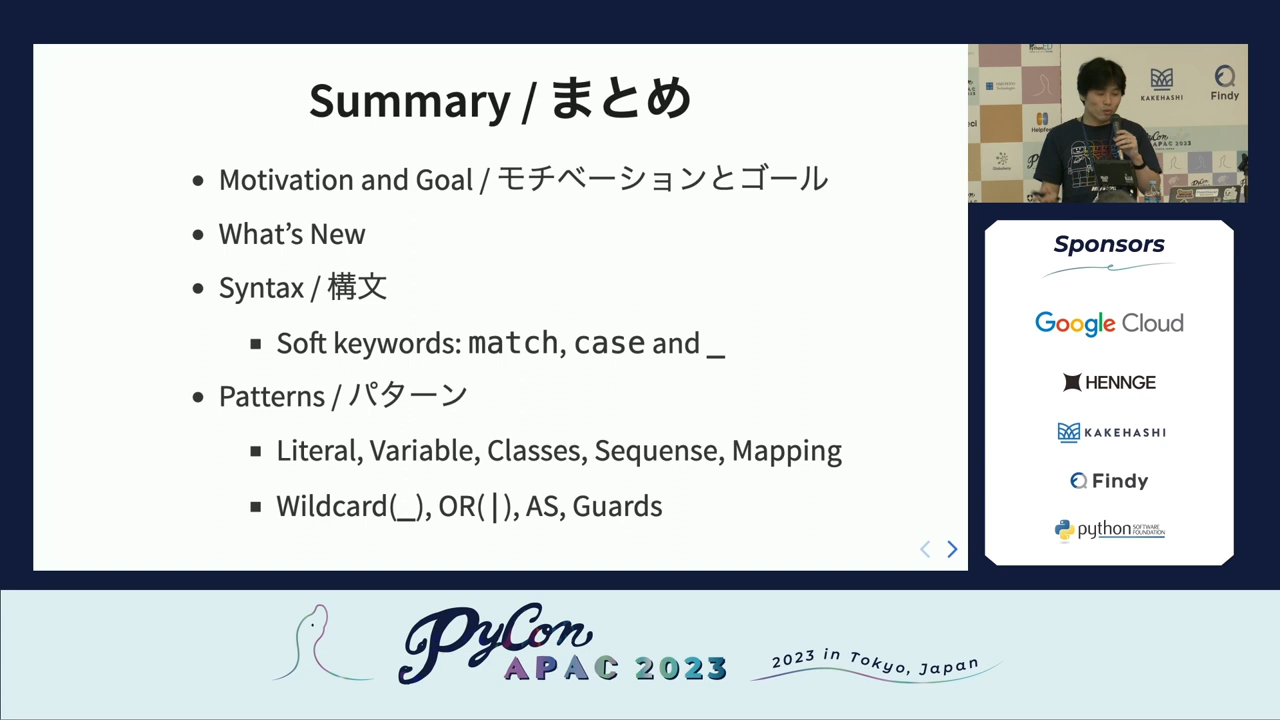 Summary / まとめ
Motivation and Goal / モチベーションとゴール
What's New
Syntax / 構文
Soft keywords: match, case and _
Patterns / パターン
Literal, Variable, Classes, Sequense, Mapping
Wildcard(_), OR(|), AS, Guards
KAKEHASHI
Findy
Sponsors
Google Cloud
HENNGE
KAKEHASHI
Findy
python SOFTWARE FOUNDATION
PyCon
APAC 2023
2023 in Tokyo, Japan